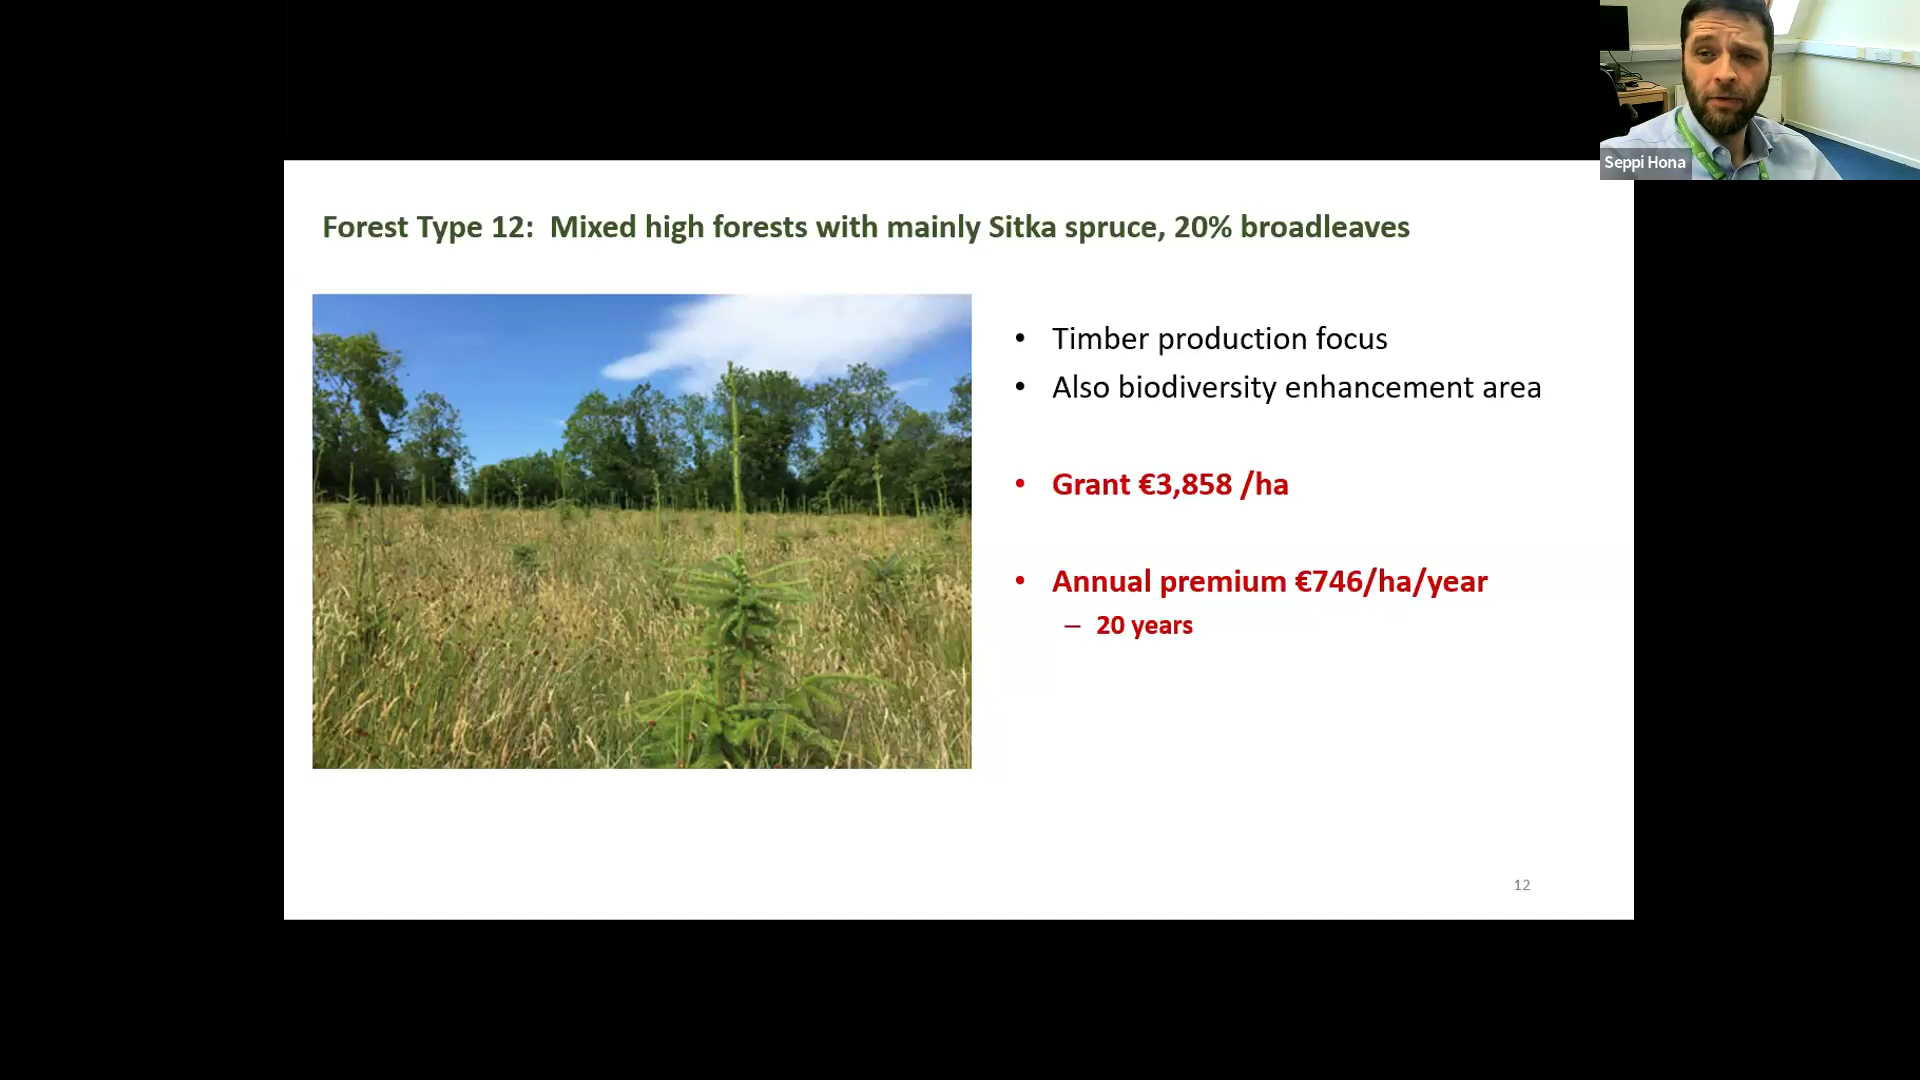 Seppi Hona
Forest Type 12: Mixed high forests with mainly Sitka spruce, 20% broadleaves
• Timber production focus
• Also biodiversity enhancement area
• Grant €3,858 /ha
• Annual premium €746/ha/year
– 20 years
12